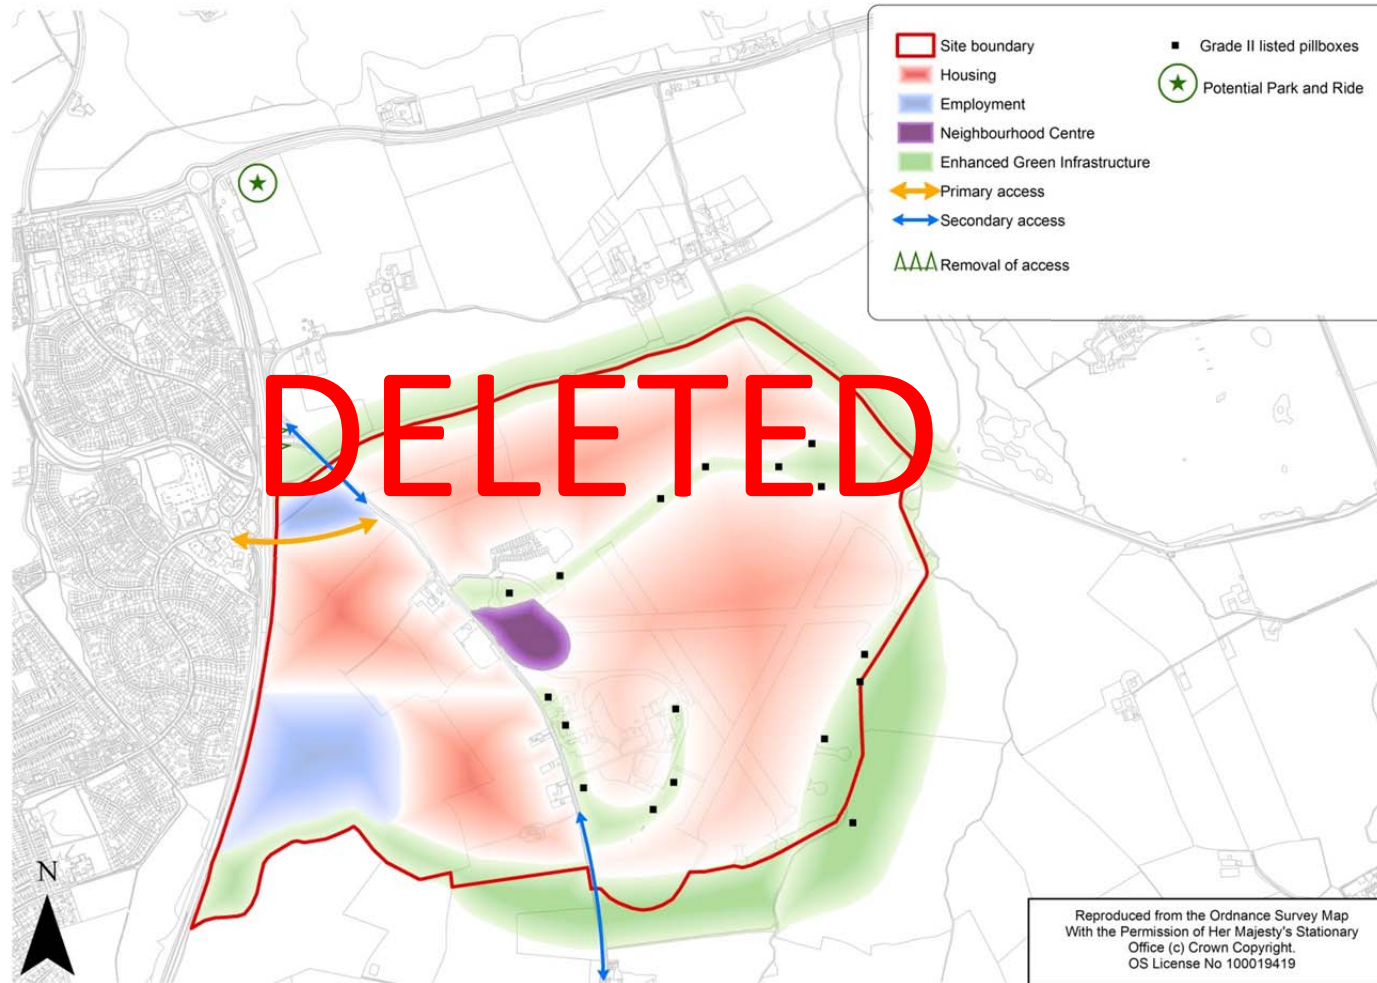 Site boundary
Housing
Employment
Neighbourhood Centre
Enhanced Green Infrastructure
Primary access
Secondary access
Removal of access
Grade II listed pillboxes
Potential Park and Ride
DELETED
N
Reproduced from the Ordnance Survey Map
With the Permission of Her Majesty's Stationary
Office (c) Crown Copyright.
OS License No 100019419